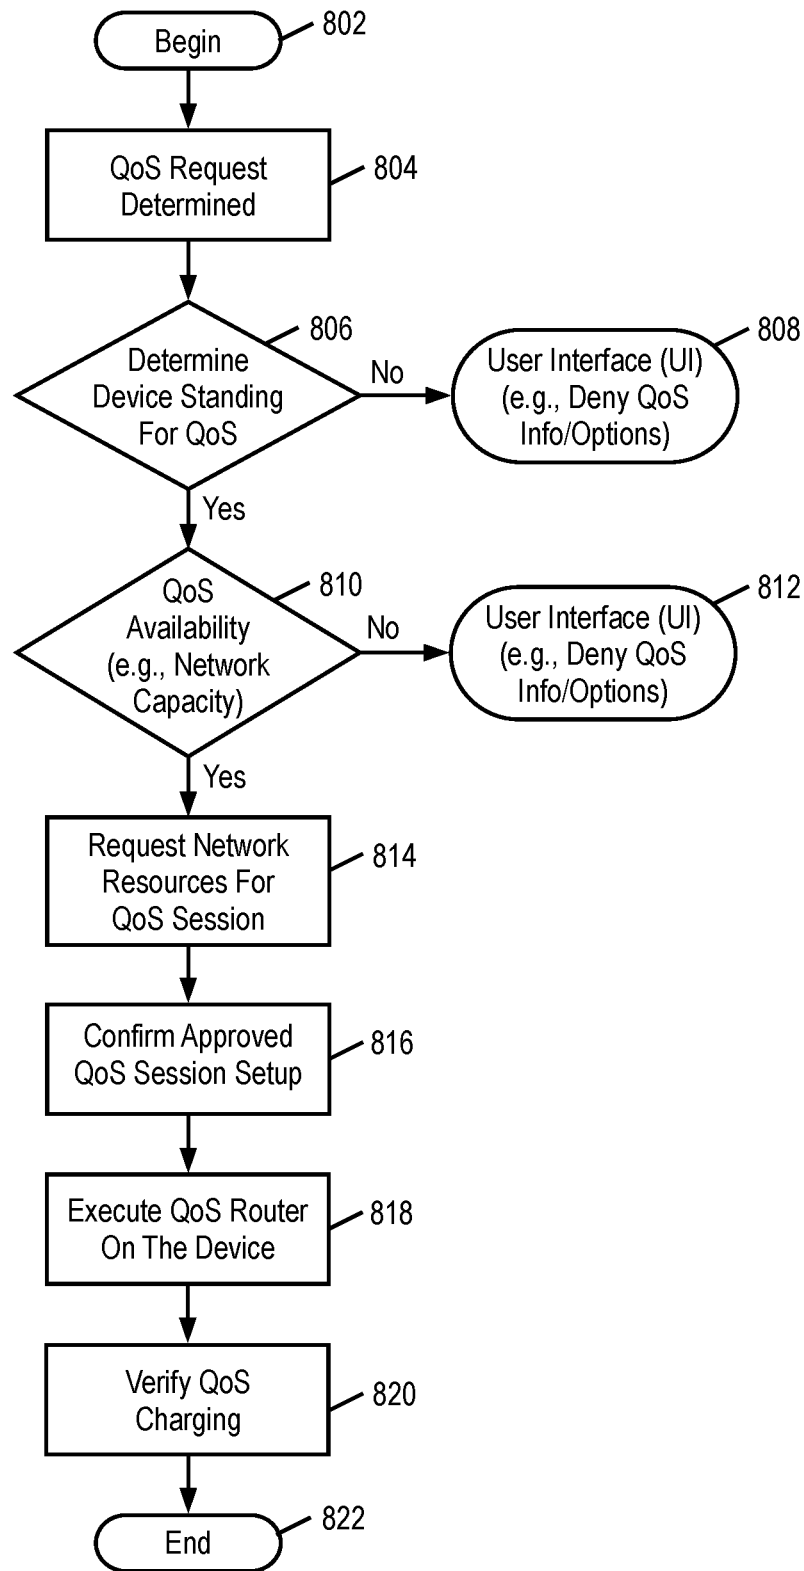 Begin
802
QoS Request
Determined
804
806
Determine
Device Standing
For QoS
No
User Interface (UI)
(e.g., Deny QoS
Info/Options)
808
Yes
810
QoS
Availability
(e.g., Network
Capacity)
No
User Interface (UI)
(e.g., Deny QoS
Info/Options)
812
Yes
Request Network
Resources For
QoS Session
814
Confirm Approved
QoS Session Setup
816
Execute QoS Router
On The Device
818
Verify QoS
Charging
820
End
822